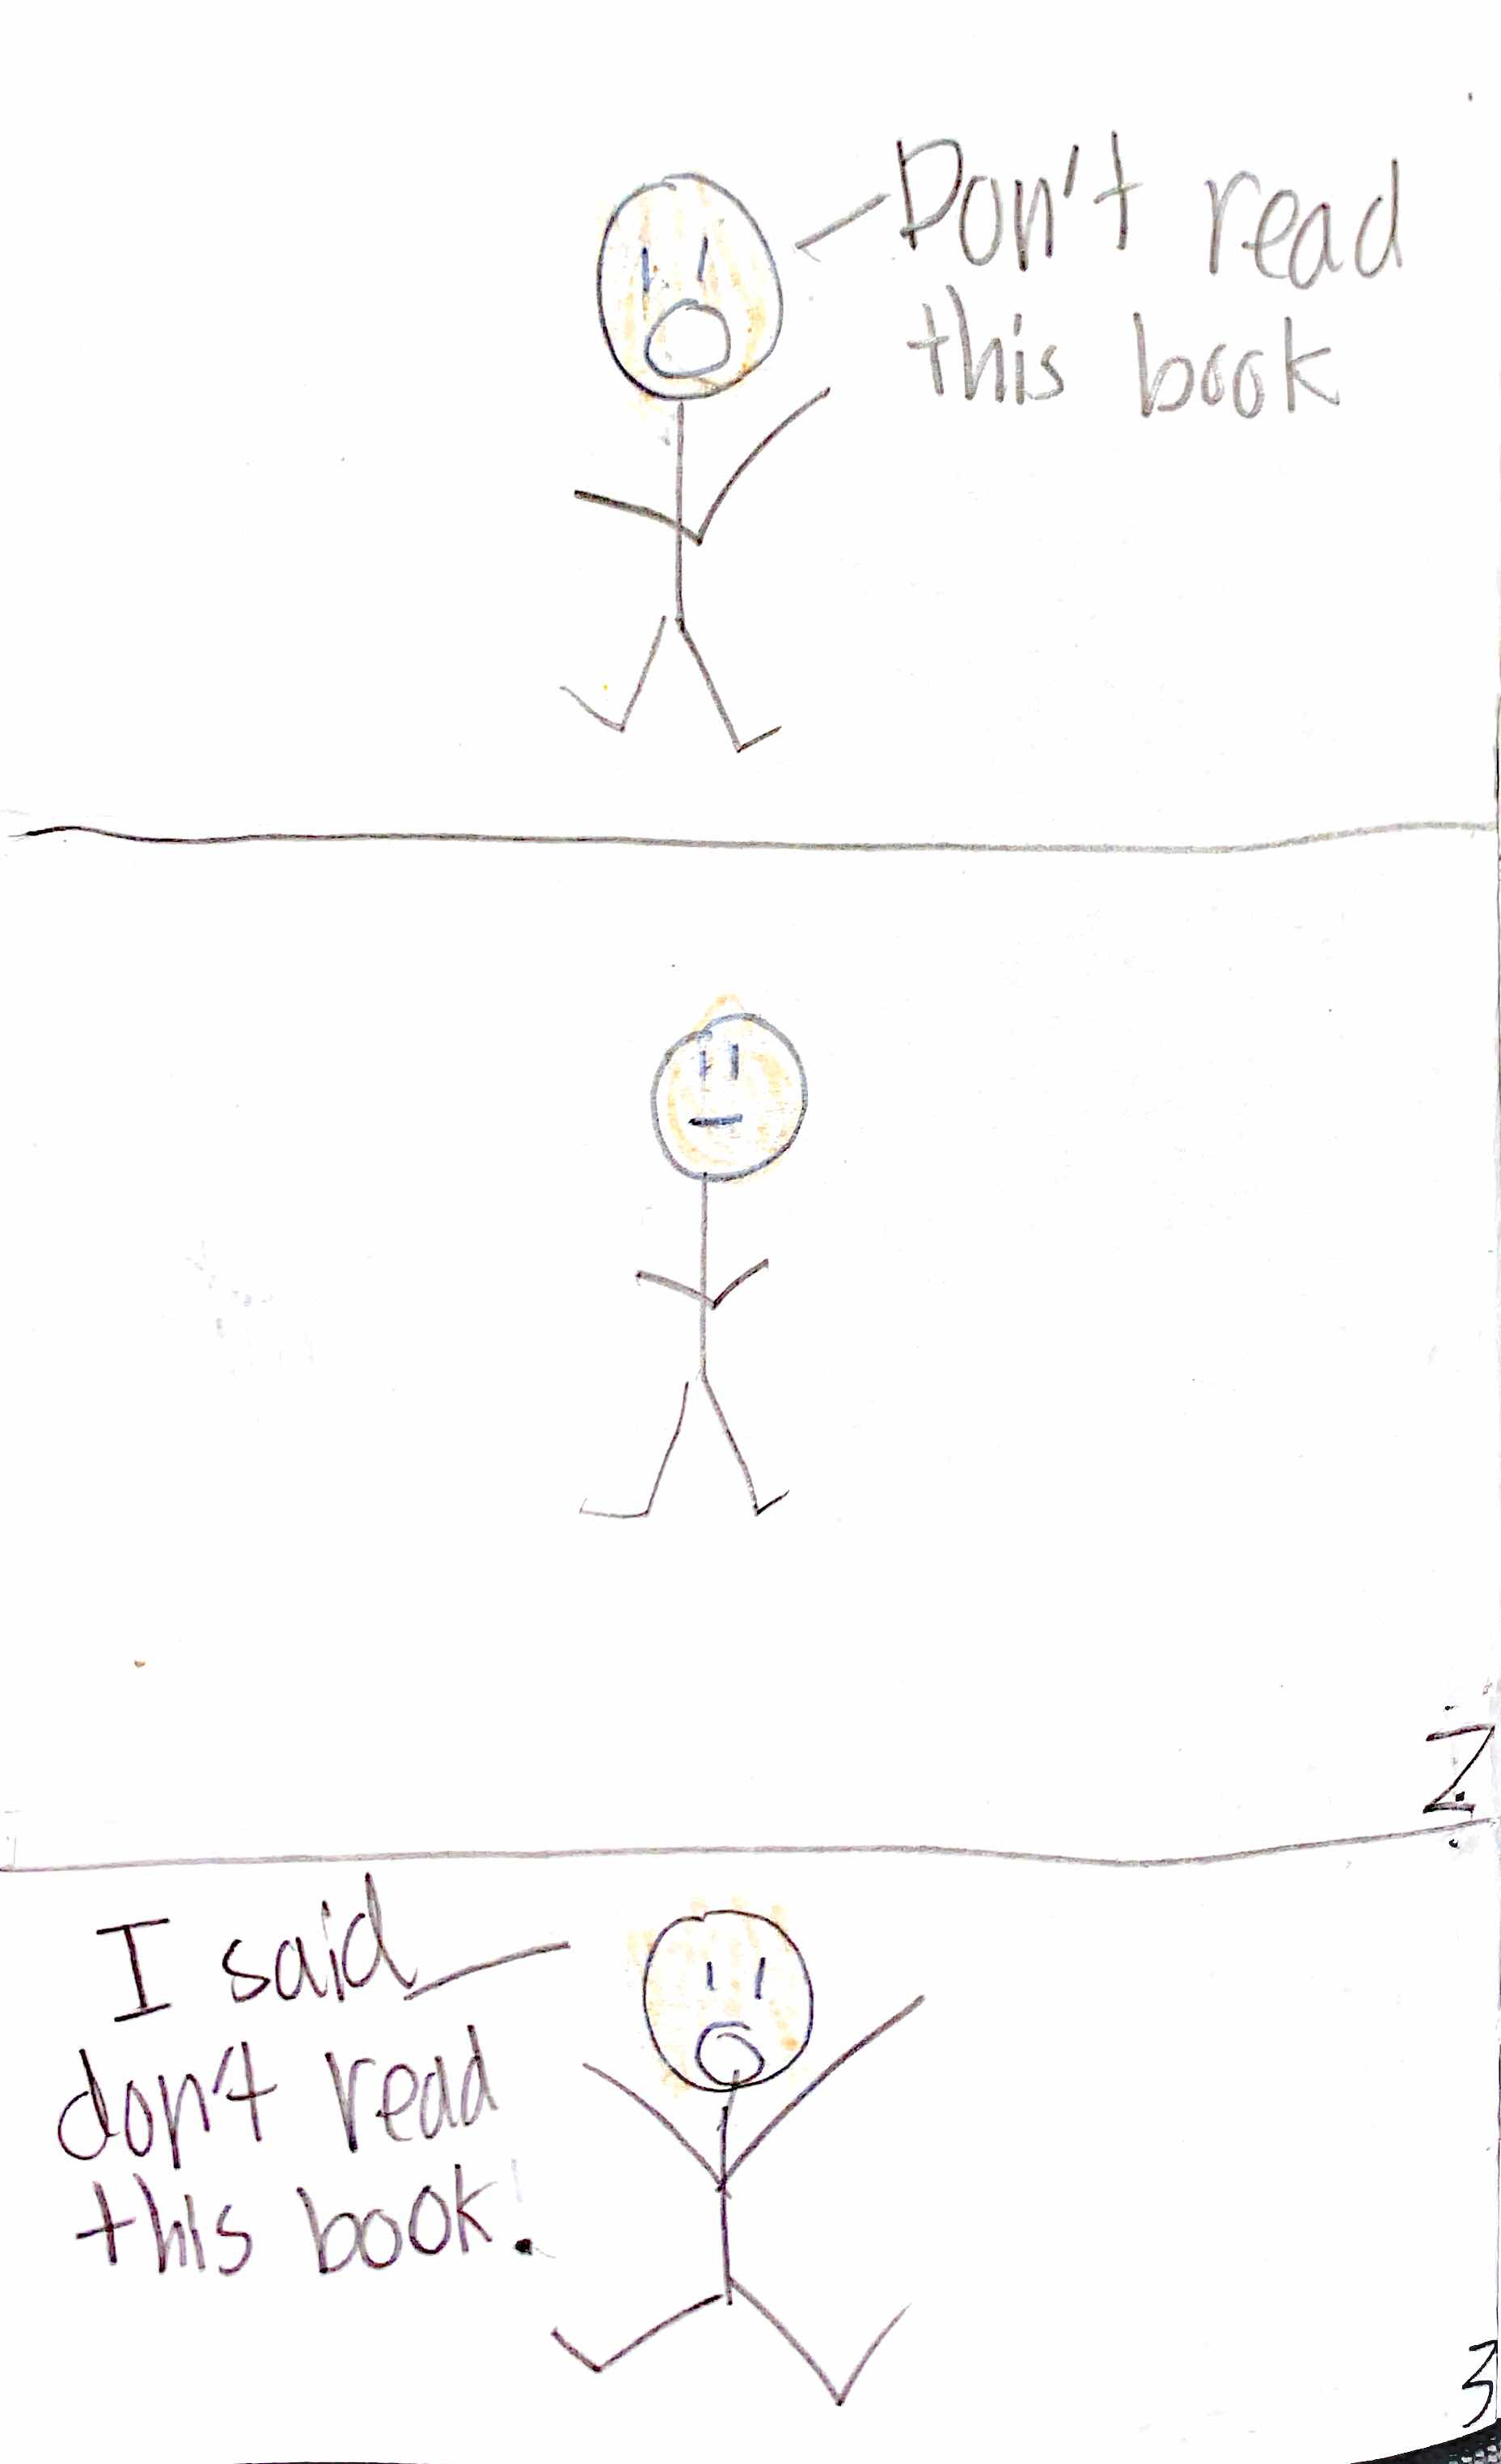 Don't read
this book
2
I said
don't read
this book.
3